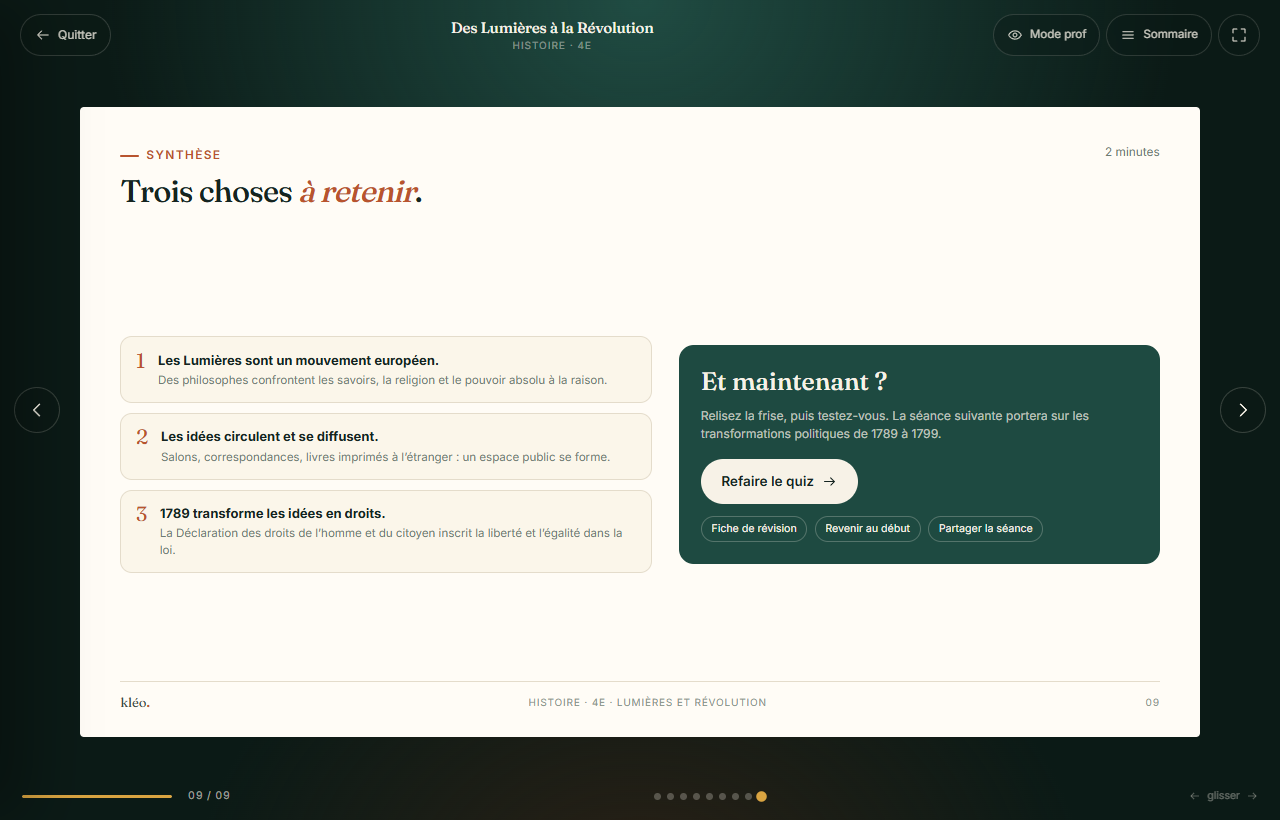 Quitter
Des Lumières à la Révolution
HISTOIRE · 4E
Mode prof
Sommaire
SYNTHÈSE
2 minutes
Trois choses à retenir.
1 Les Lumières sont un mouvement européen.
Des philosophes confrontent les savoirs, la religion et le pouvoir absolu à la raison.
2 Les idées circulent et se diffusent.
Salons, correspondances, livres imprimés à l'étranger : un espace public se forme.
3 1789 transforme les idées en droits.
La Déclaration des droits de l'homme et du citoyen inscrit la liberté et l'égalité dans la
loi.
Et maintenant ?
Relisez la frise, puis testez-vous. La séance suivante portera sur les
transformations politiques de 1789 à 1799.
Refaire le quiz →
Fiche de révision
Revenir au début
Partager la séance
kléo.
HISTOIRE · 4E · LUMIÈRES ET RÉVOLUTION
09
09 / 09
← glisser →